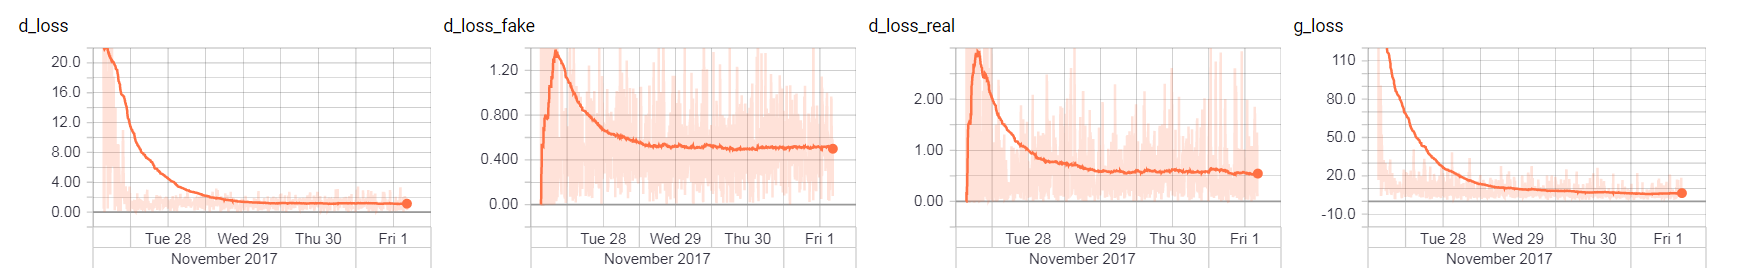 d_loss
20.0
16.0
12.0
8.00
4.00
0.00
Tue 28 Wed 29 Thu 30 Fri 1
November 2017
d_loss_fake
1.20
0.800
0.400
0.00
Tue 28 Wed 29 Thu 30 Fri 1
November 2017
d_loss_real
2.00
1.00
0.00
Tue 28 Wed 29 Thu 30 Fri 1
November 2017
g_loss
110
80.0
50.0
20.0
-10.0
Tue 28 Wed 29 Thu 30 Fri 1
November 2017